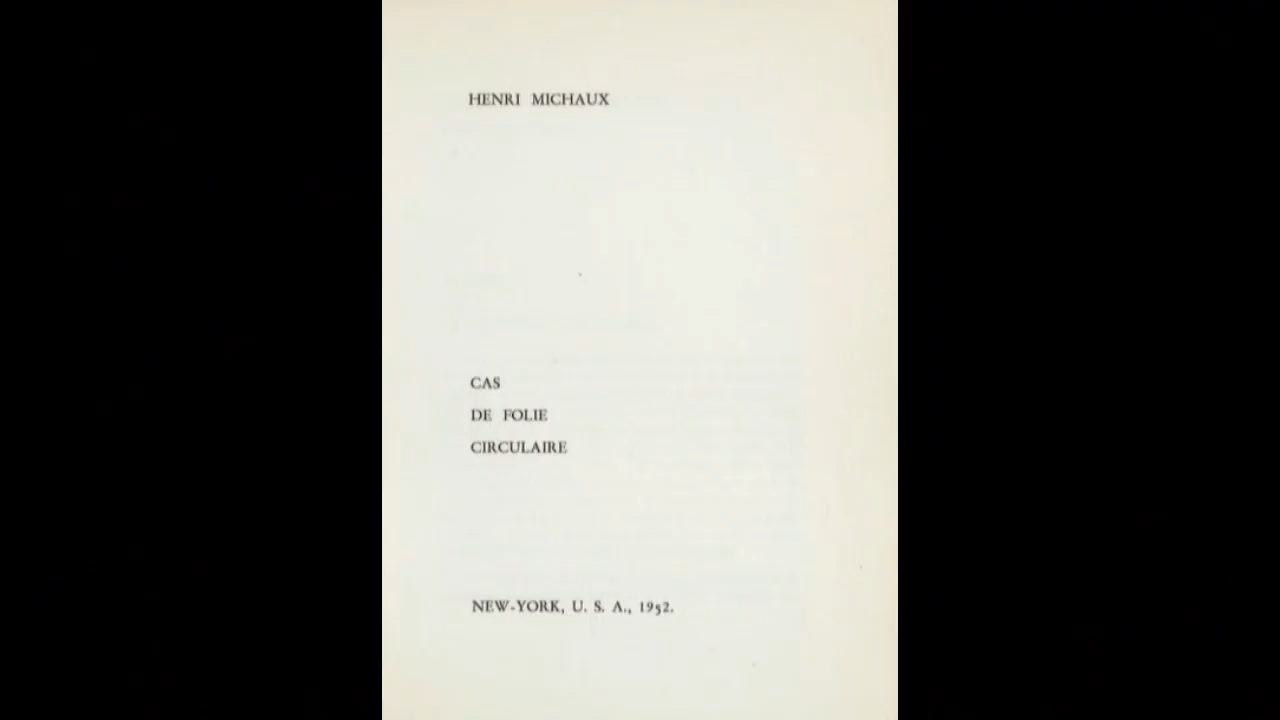 HENRI MICHAUX
CAS
DE FOLIE
CIRCULAIRE
NEW-YORK, U. S. A., 1952.